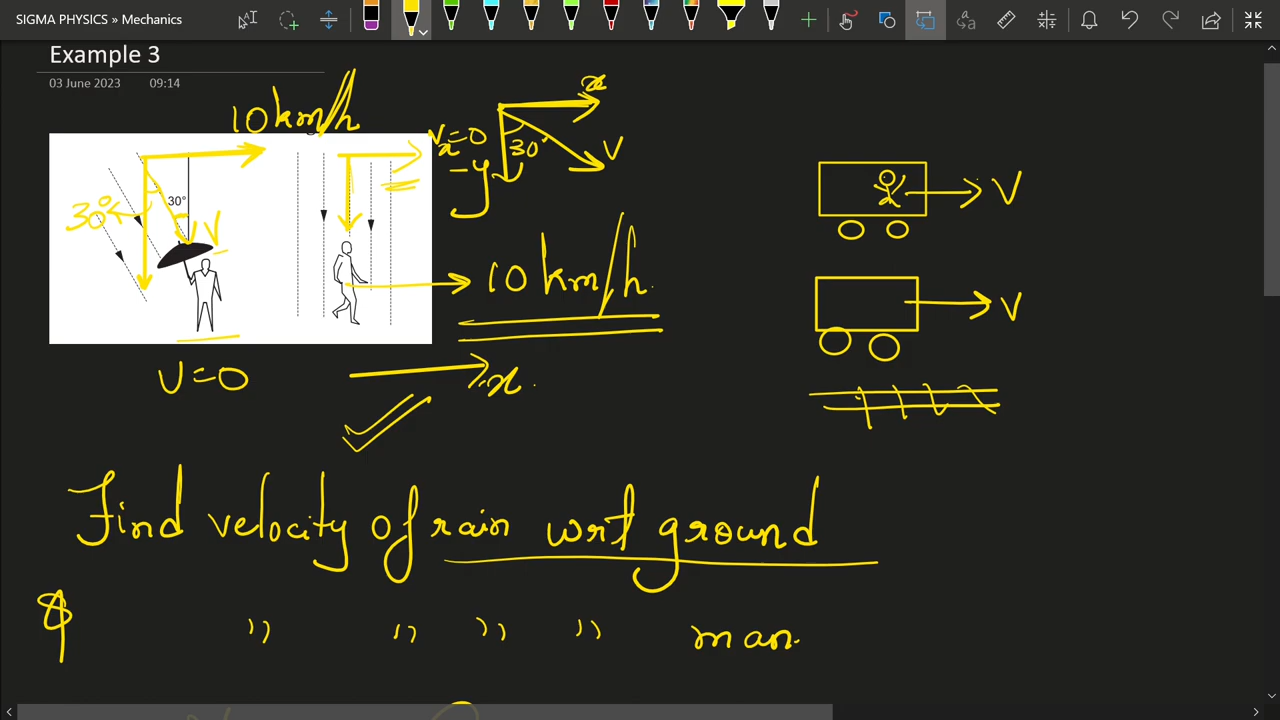 SIGMA PHYSICS » Mechanics
Example 3
03 June 2023 09:14
10 km/h
x
Vx=0
30°
V
-y
30°
30°
V
10 km/h.
V=0
x.
V
V
Find velocity of rain wrt ground
& " " " " man.